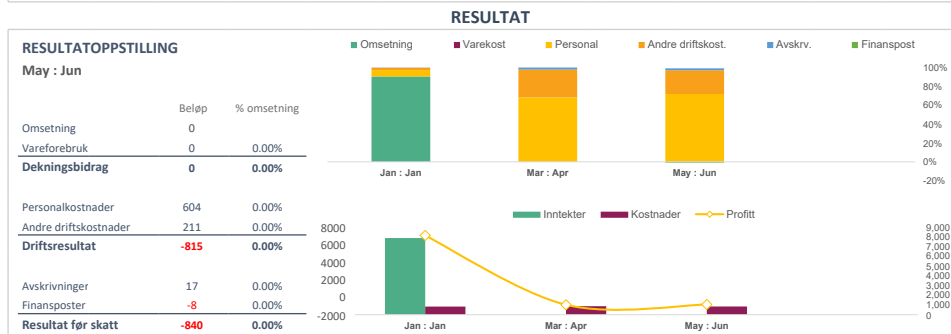 RESULTAT
RESULTATOPPSTILLING
May : Jun
Beløp % omsetning
Omsetning 0
Vareforebruk 0 0.00%
Dekningsbidrag 0 0.00%
Personalkostnader 604 0.00%
Andre driftskostnader 211 0.00%
Driftsresultat -815 0.00%
Avskrivninger 17 0.00%
Finansposter -8 0.00%
Resultat før skatt -840 0.00%
Omsetning Varekost Personal Andre driftskost. Avskrv. Finanspost
100%
80%
60%
40%
20%
0%
-20%
Jan : Jan Mar : Apr May : Jun
Inntekter Kostnader Profitt
8000
6000
4000
2000
0
-2000
9,000
8,000
7,000
6,000
5,000
4,000
3,000
2,000
1,000
0
Jan : Jan Mar : Apr May : Jun